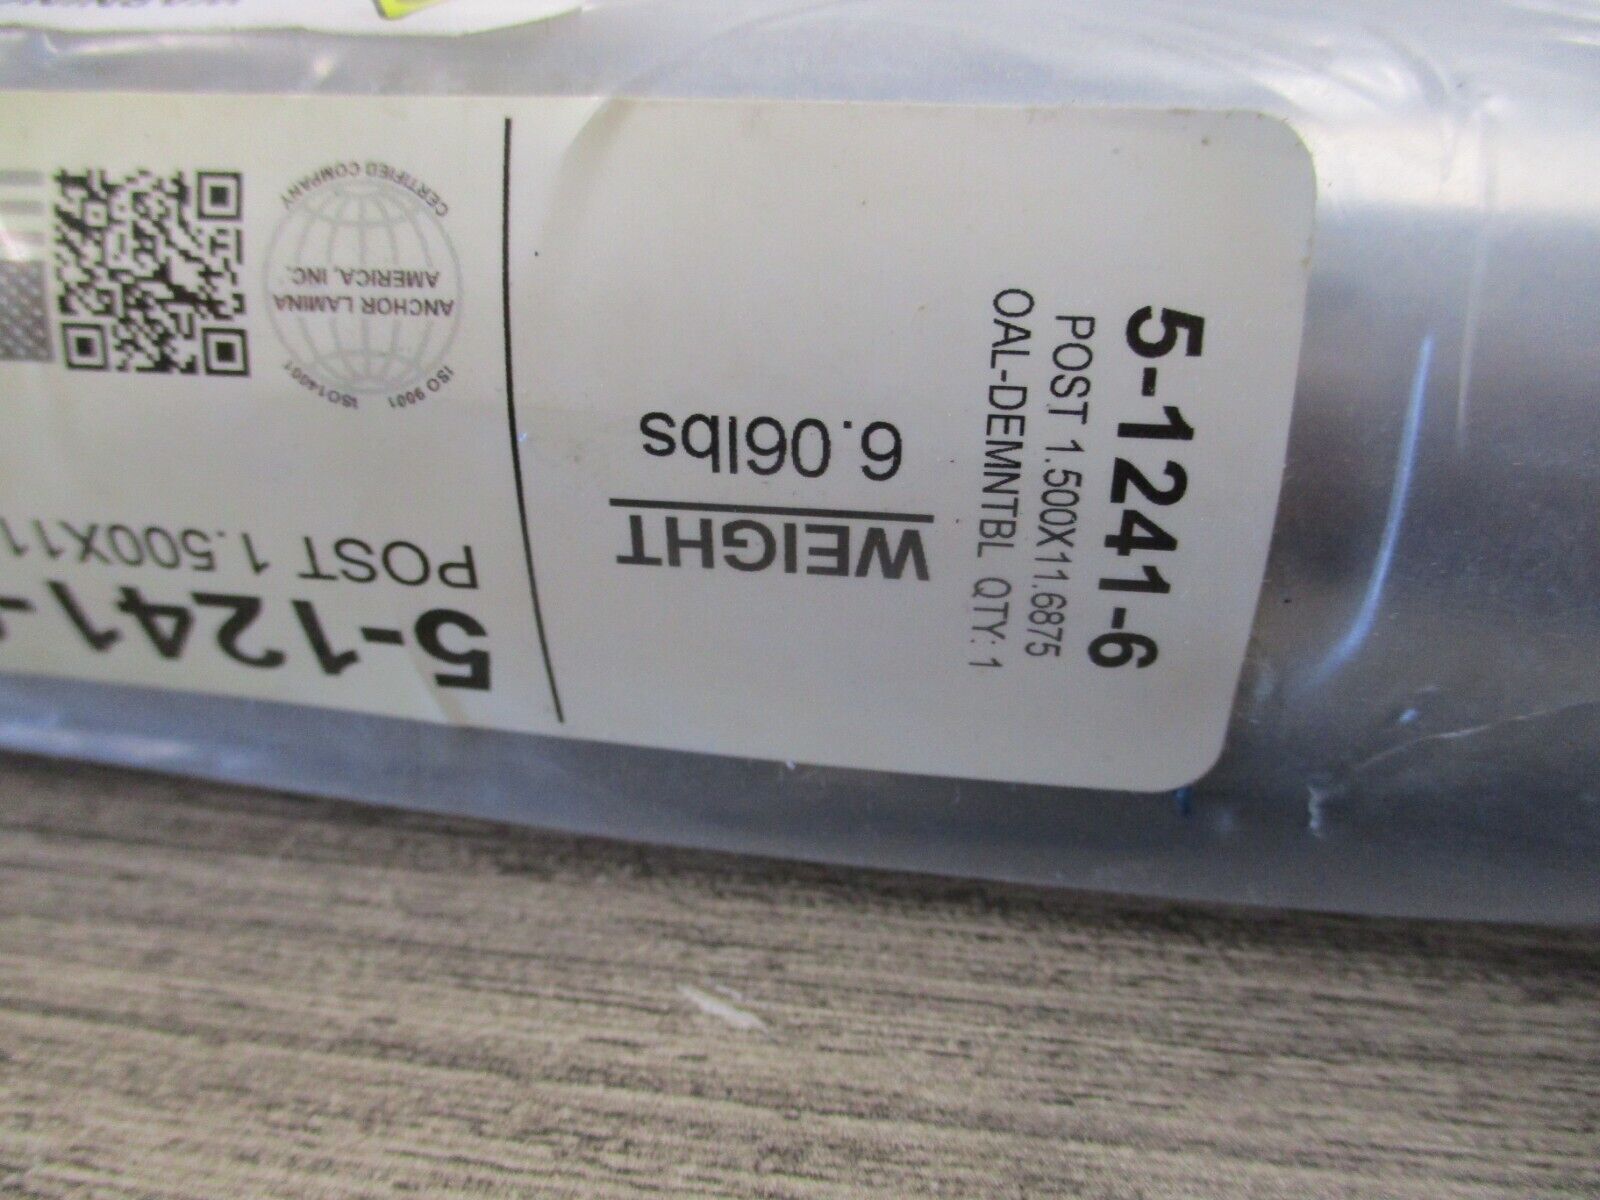 5-1241-6
POST 1.500X11.6875
OAL-DEMNTBL QTY: 1
WEIGHT
6.06lbs
5-1241-
POST 1.500X11
ISO 9001
ISO14001
ANCHOR LAMINA
AMERICA, INC.
CERTIFIED COMPANY